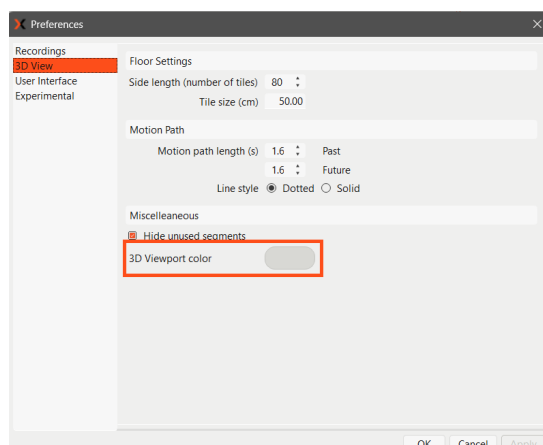 Preferences
Recordings
3D View
User Interface
Experimental
Floor Settings
Side length (number of tiles) 80
Tile size (cm) 50.00
Motion Path
Motion path length (s) 1.6 Past
1.6 Future
Line style Dotted Solid
Miscelleaneous
Hide unused segments
3D Viewport color
OK Cancel Apply